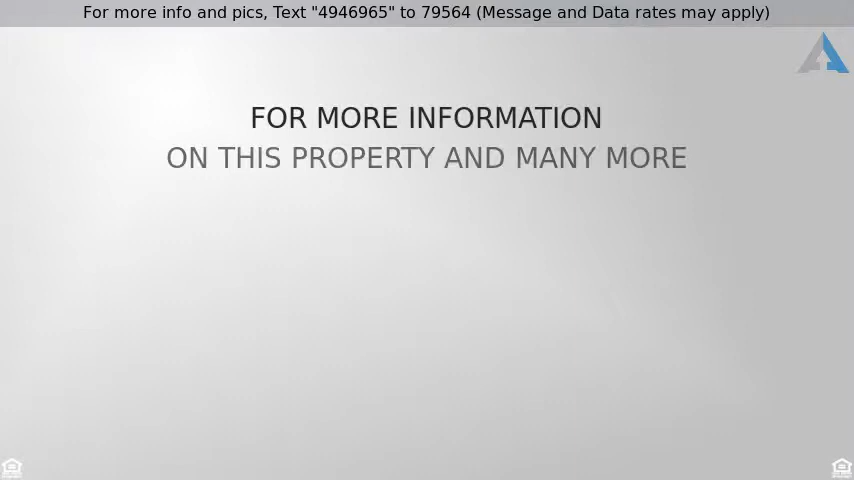 For more info and pics, Text "4946965" to 79564 (Message and Data rates may apply)
FOR MORE INFORMATION
ON THIS PROPERTY AND MANY MORE